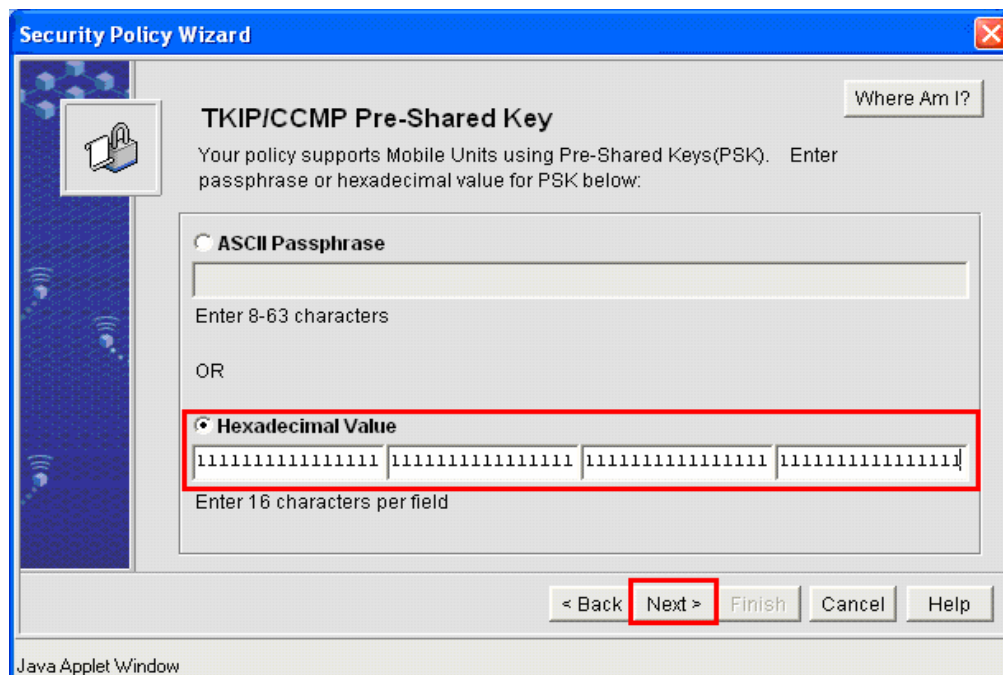 Security Policy Wizard
Where Am I?
TKIP/CCMP Pre-Shared Key
Your policy supports Mobile Units using Pre-Shared Keys(PSK). Enter
passphrase or hexadecimal value for PSK below:
ASCII Passphrase
Enter 8-63 characters
OR
Hexadecimal Value
1111111111111111 1111111111111111 1111111111111111 1111111111111111
Enter 16 characters per field
< Back Next > Finish Cancel Help
Java Applet Window